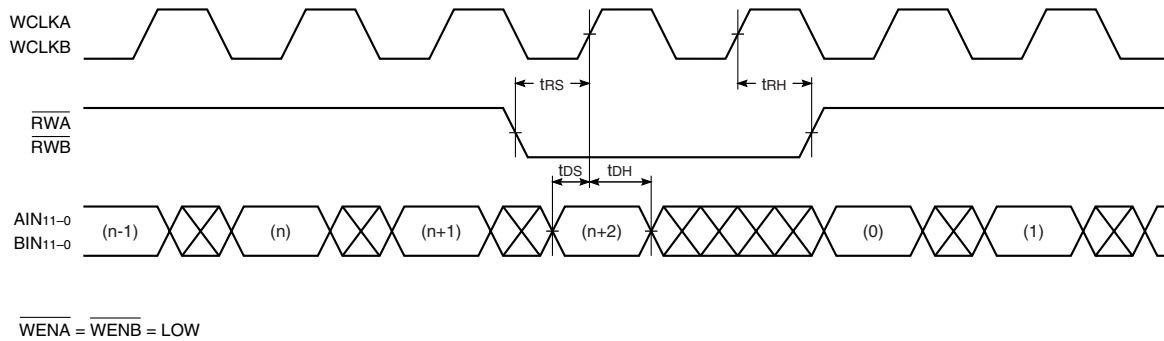 WCLKA
WCLKB
tRS
tRH
RWA
RWB
tDS
tDH
AIN11–0
BIN11–0
(n-1)
(n)
(n+1)
(n+2)
(0)
(1)
WENA = WENB = LOW